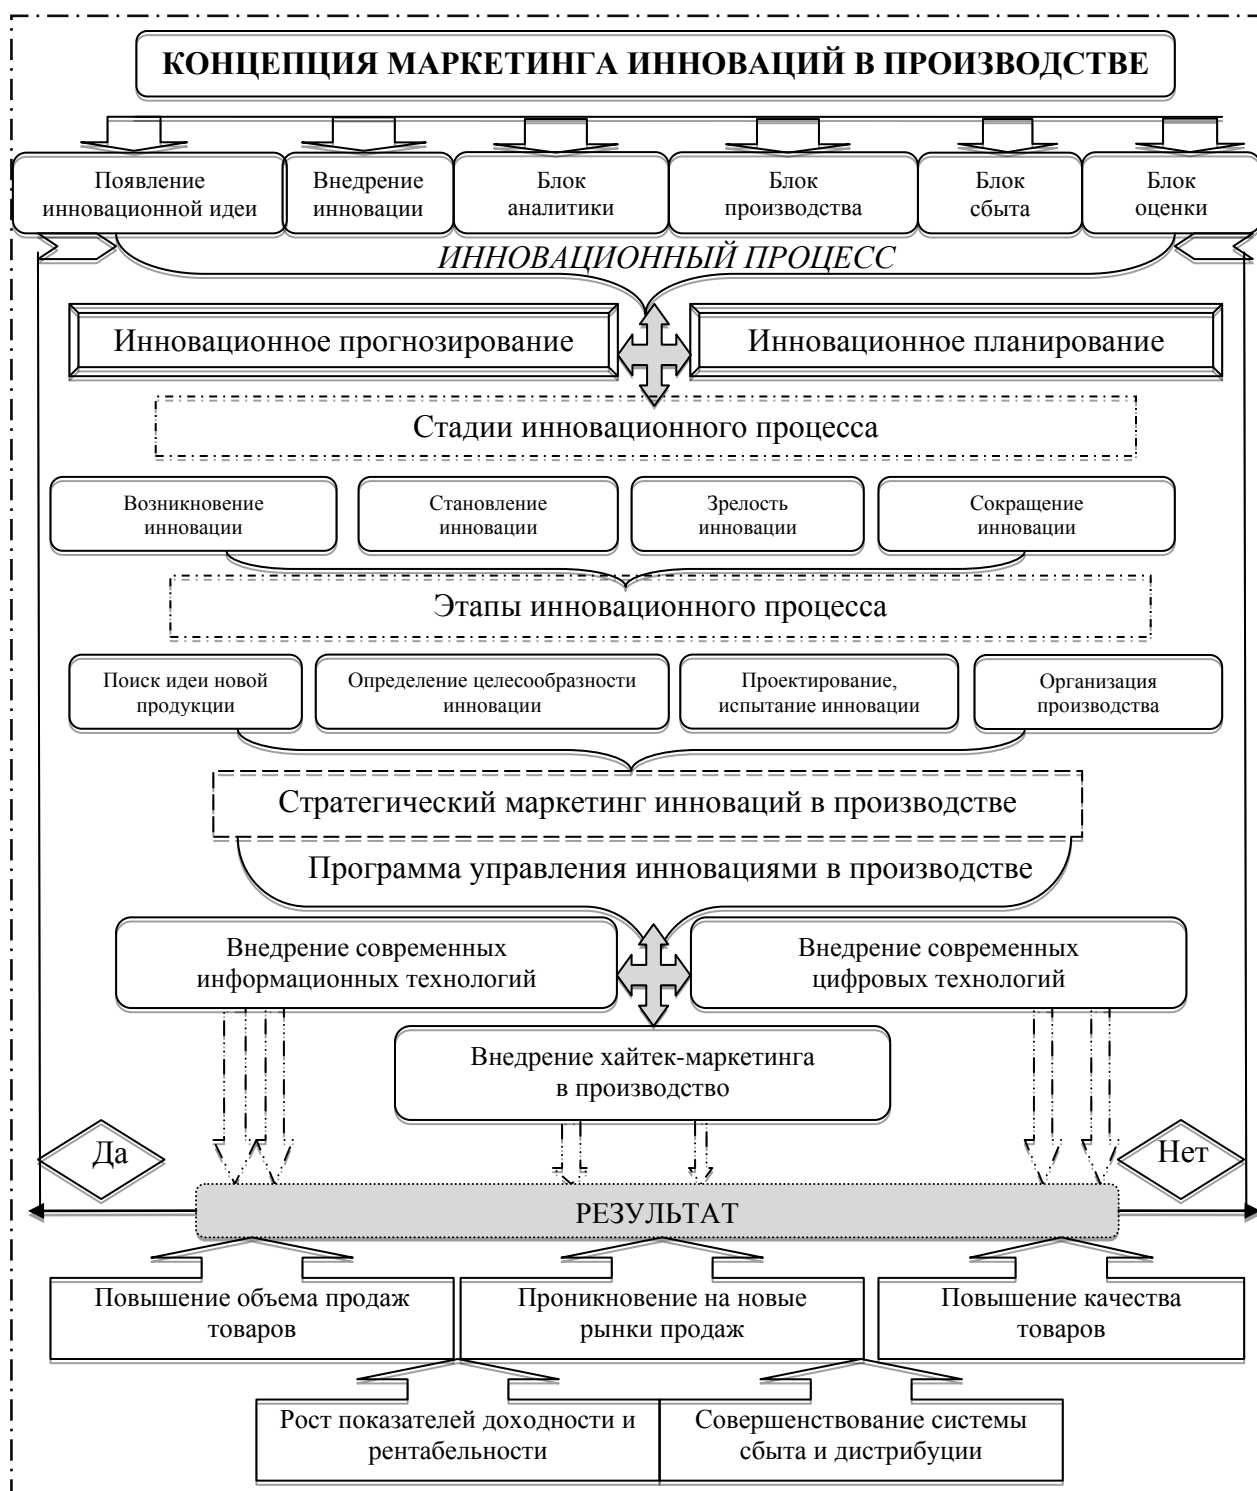 КОНЦЕПЦИЯ МАРКЕТИНГА ИННОВАЦИЙ В ПРОИЗВОДСТВЕ
Появление
инновационной идеи
Внедрение
инновации
Блок
аналитики
Блок
производства
Блок
сбыта
Блок
оценки
ИННОВАЦИОННЫЙ ПРОЦЕСС
Инновационное прогнозирование
Инновационное планирование
Стадии инновационного процесса
Возникновение
инновации
Становление
инновации
Зрелость
инновации
Сокращение
инновации
Этапы инновационного процесса
Поиск идеи новой
продукции
Определение целесообразности
инновации
Проектирование,
испытание инновации
Организация
производства
Стратегический маркетинг инноваций в производстве
Программа управления инновациями в производстве
Внедрение современных
информационных технологий
Внедрение современных
цифровых технологий
Внедрение хайтек-маркетинга
в производство
Да
Нет
РЕЗУЛЬТАТ
Повышение объема продаж
товаров
Проникновение на новые
рынки продаж
Повышение качества
товаров
Рост показателей доходности и
рентабельности
Совершенствование системы
сбыта и дистрибуции